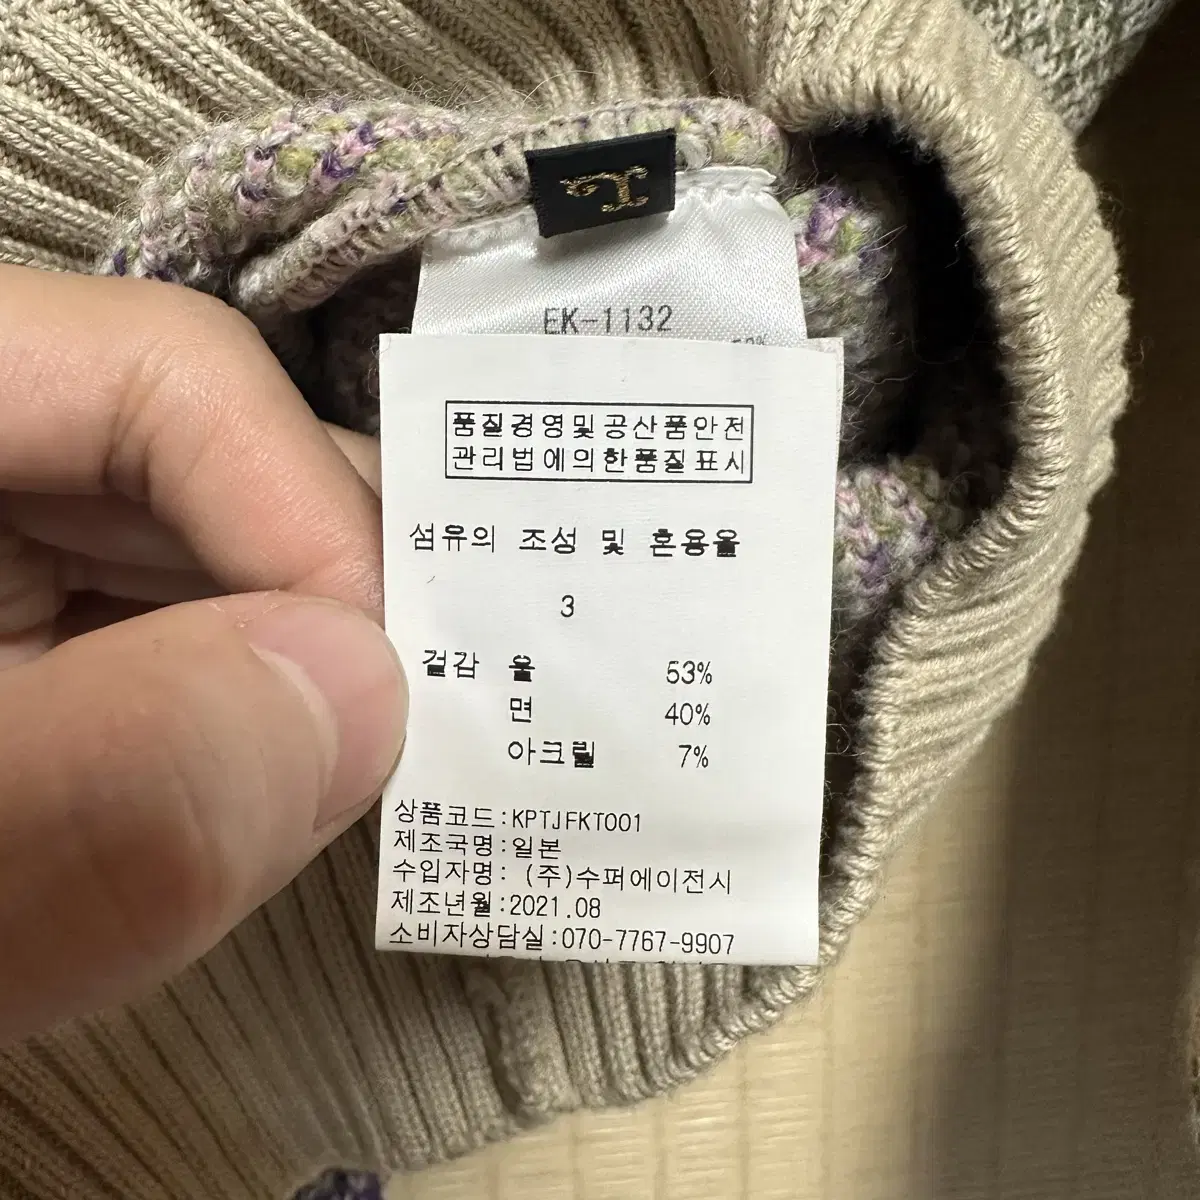 EK-1132
품질경영및공산품안전
관리법에의한품질표시
섬유의 조성 및 혼용율
3
겉감 울 53%
면 40%
아크릴 7%
상품코드:KPTJFKT001
제조국명:일본
수입자명: (주)수퍼에이전시
제조년월:2021.08
소비자상담실:070-7767-9907